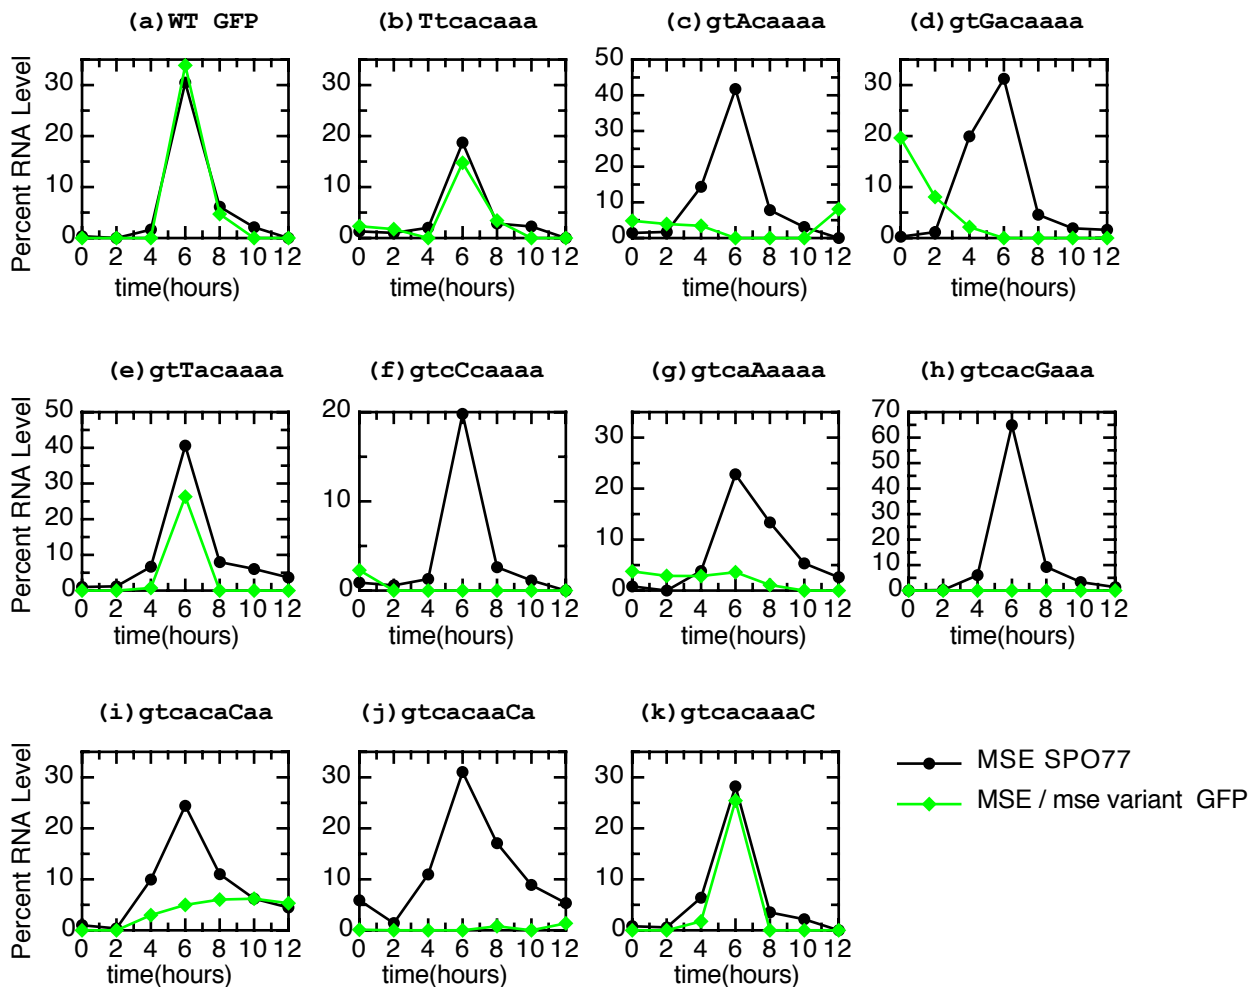 (a)WT GFP
(b)Ttcacaaa
(c)gtAcaaaa
(d)gtGacaaaa
Percent RNA Level
30
20
10
0
0 2 4 6 8 10 12
time(hours)
30
20
10
0
0 2 4 6 8 10 12
time(hours)
50
40
30
20
10
0
0 2 4 6 8 10 12
time(hours)
30
20
10
0
0 2 4 6 8 10 12
time(hours)
(e)gtTacaaaa
(f)gtcCcaaaa
(g)gtcaAaaaa
(h)gtcacGaaa
Percent RNA Level
50
40
30
20
10
0
0 2 4 6 8 10 12
time(hours)
20
10
0
0 2 4 6 8 10 12
time(hours)
30
20
10
0
0 2 4 6 8 10 12
time(hours)
70
60
50
40
30
20
10
0
0 2 4 6 8 10 12
time(hours)
(i)gtcacaCaa
(j)gtcacaaCa
(k)gtcacaaaC
Percent RNA Level
30
20
10
0
0 2 4 6 8 10 12
time(hours)
30
20
10
0
0 2 4 6 8 10 12
time(hours)
30
20
10
0
0 2 4 6 8 10 12
time(hours)
MSE SPO77
MSE / mse variant GFP